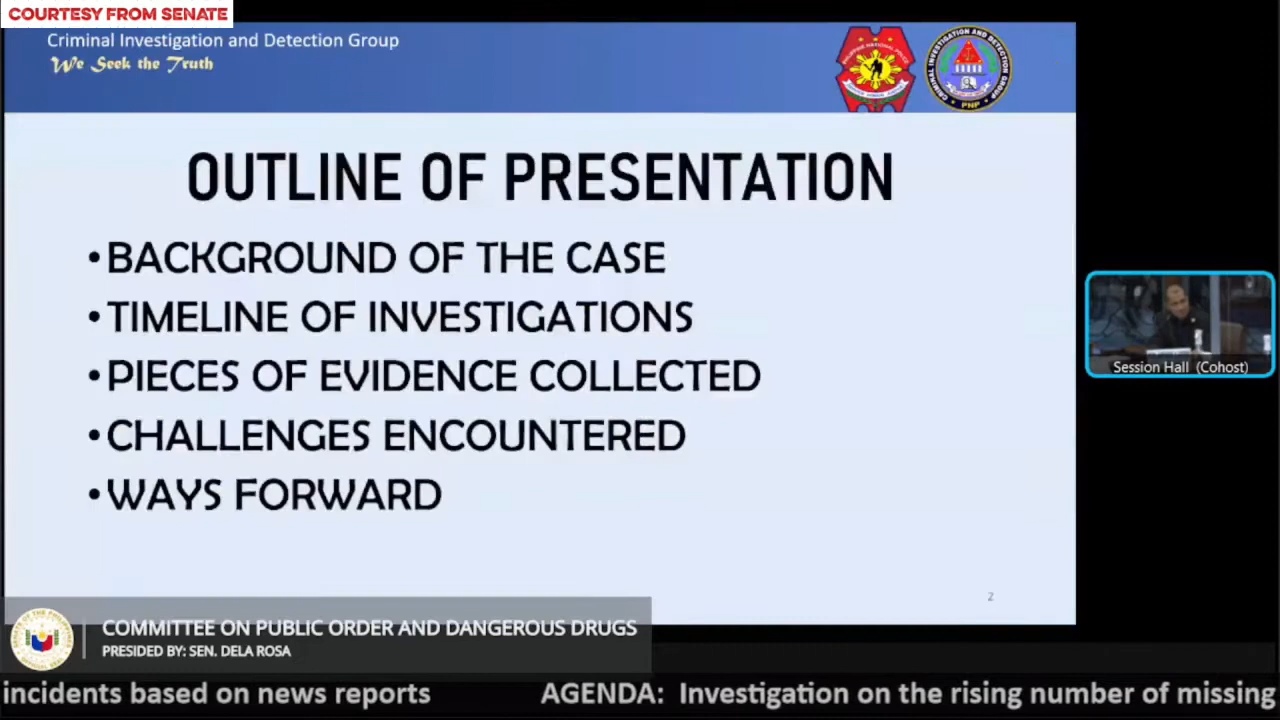 COURTESY FROM SENATE
Criminal Investigation and Detection Group
We Seek the Truth
OUTLINE OF PRESENTATION
•BACKGROUND OF THE CASE
•TIMELINE OF INVESTIGATIONS
•PIECES OF EVIDENCE COLLECTED
•CHALLENGES ENCOUNTERED
•WAYS FORWARD
2
Session Hall (Cohost)
COMMITTEE ON PUBLIC ORDER AND DANGEROUS DRUGS
PRESIDED BY: SEN. DELA ROSA
incidents based on news reports AGENDA: Investigation on the rising number of missing